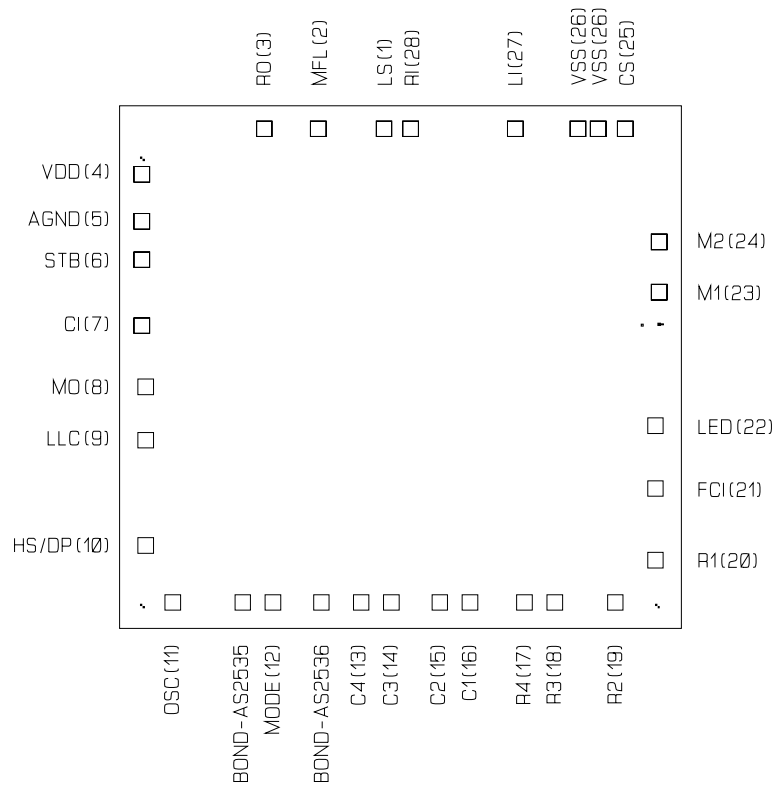 RO(3)
MFL(2)
LS(1)
RI(28)
LI(27)
VSS(26)
VSS(26)
CS(25)
VDD(4)
AGND(5)
STB(6)
CI(7)
MO(8)
LLC(9)
HS/DP(10)
M2(24)
M1(23)
LED(22)
FCI(21)
R1(20)
OSC(11)
BOND-AS2535
MODE(12)
BOND-AS2536
C4(13)
C3(14)
C2(15)
C1(16)
R4(17)
R3(18)
R2(19)